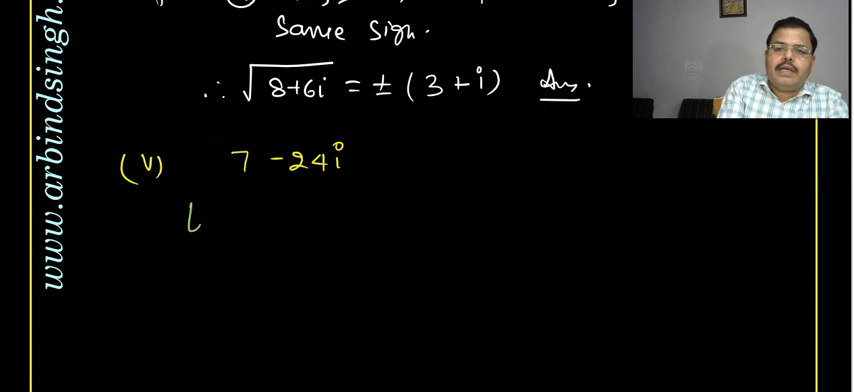 Same sign.
∴ √8+6i = ± (3 + i) Ans.
(V) 7 - 24i
www.arbindsingh.